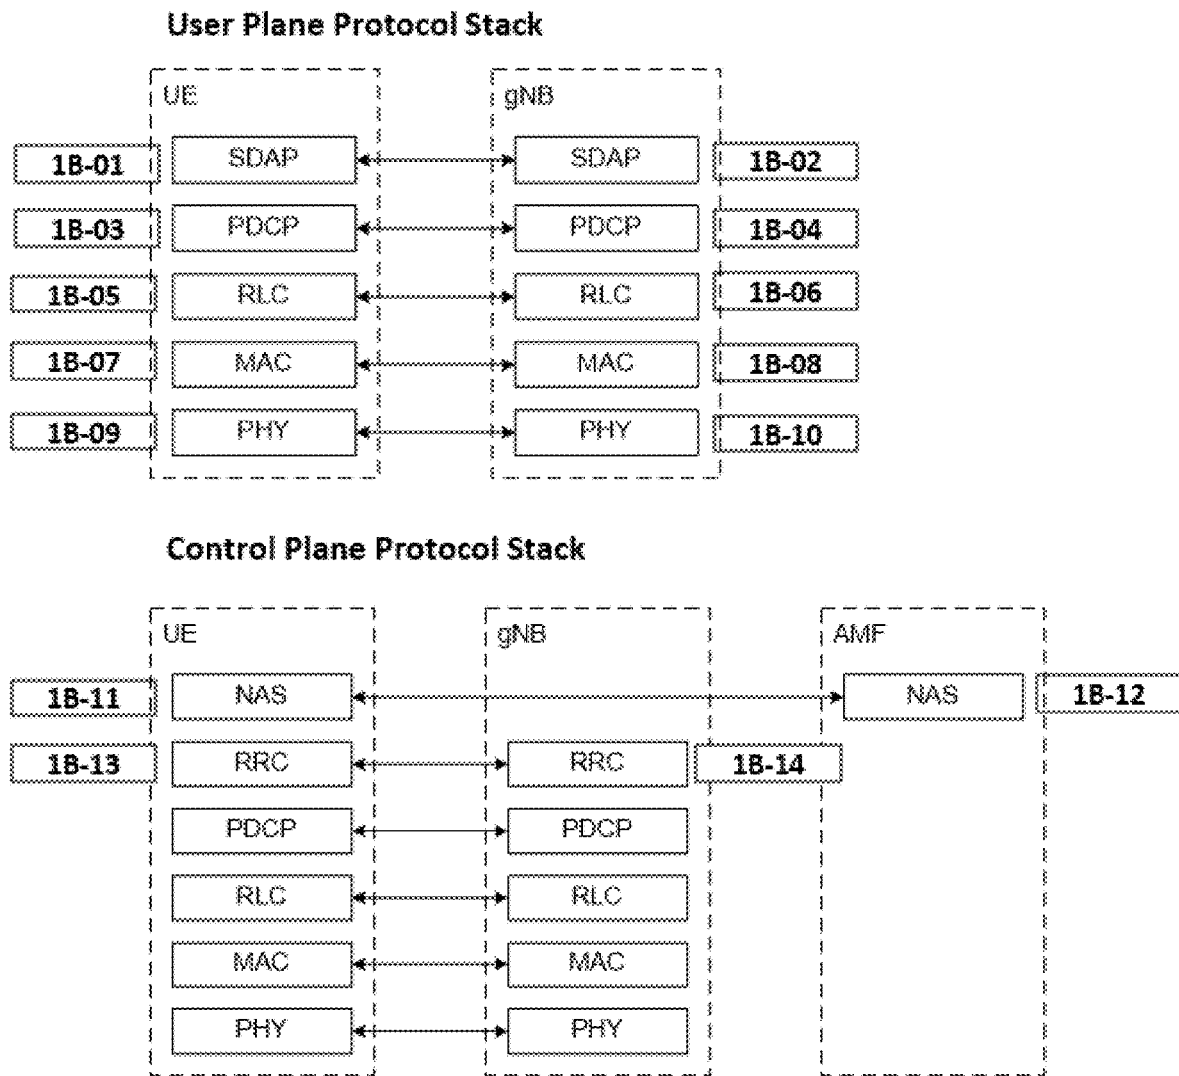 User Plane Protocol Stack
UE gNB
1B-01 SDAP SDAP 1B-02
1B-03 PDCP PDCP 1B-04
1B-05 RLC RLC 1B-06
1B-07 MAC MAC 1B-08
1B-09 PHY PHY 1B-10
Control Plane Protocol Stack
UE gNB AMF
1B-11 NAS NAS 1B-12
1B-13 RRC RRC 1B-14
PDCP PDCP
RLC RLC
MAC MAC
PHY PHY